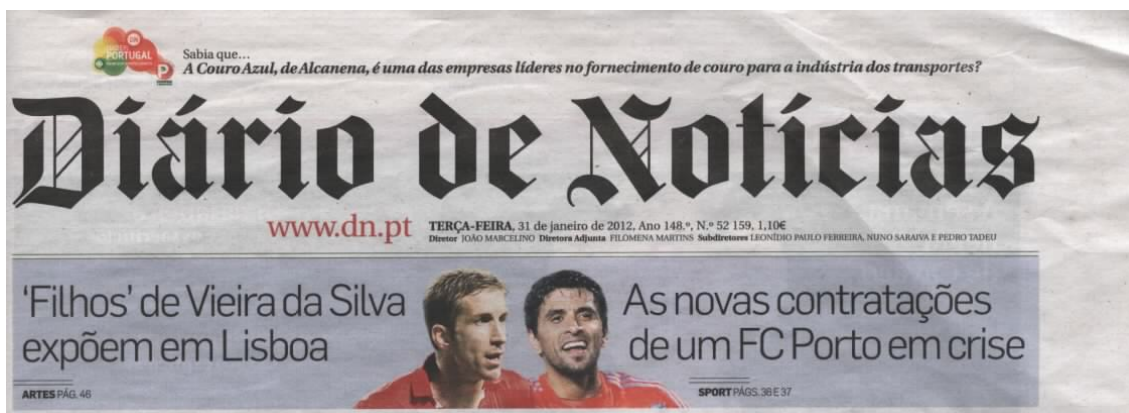 PORTUGAL
Sabia que...
A Couro Azul, de Alcanena, é uma das empresas líderes no fornecimento de couro para a indústria dos transportes?
Diário de Notícias
www.dn.pt
TERÇA-FEIRA, 31 de janeiro de 2012, Ano 148.º, N.º 52 159, 1,10€
Diretor JOÃO MARCELINO Diretora Adjunta FILOMENA MARTINS Subdiretores LEONÍDIO PAULO FERREIRA, NUNO SARAIVA E PEDRO TADEU
'Filhos' de Vieira da Silva
expõem em Lisboa
ARTES PÁG. 46
As novas contratações
de um FC Porto em crise
SPORT PÁGS. 36 E 37